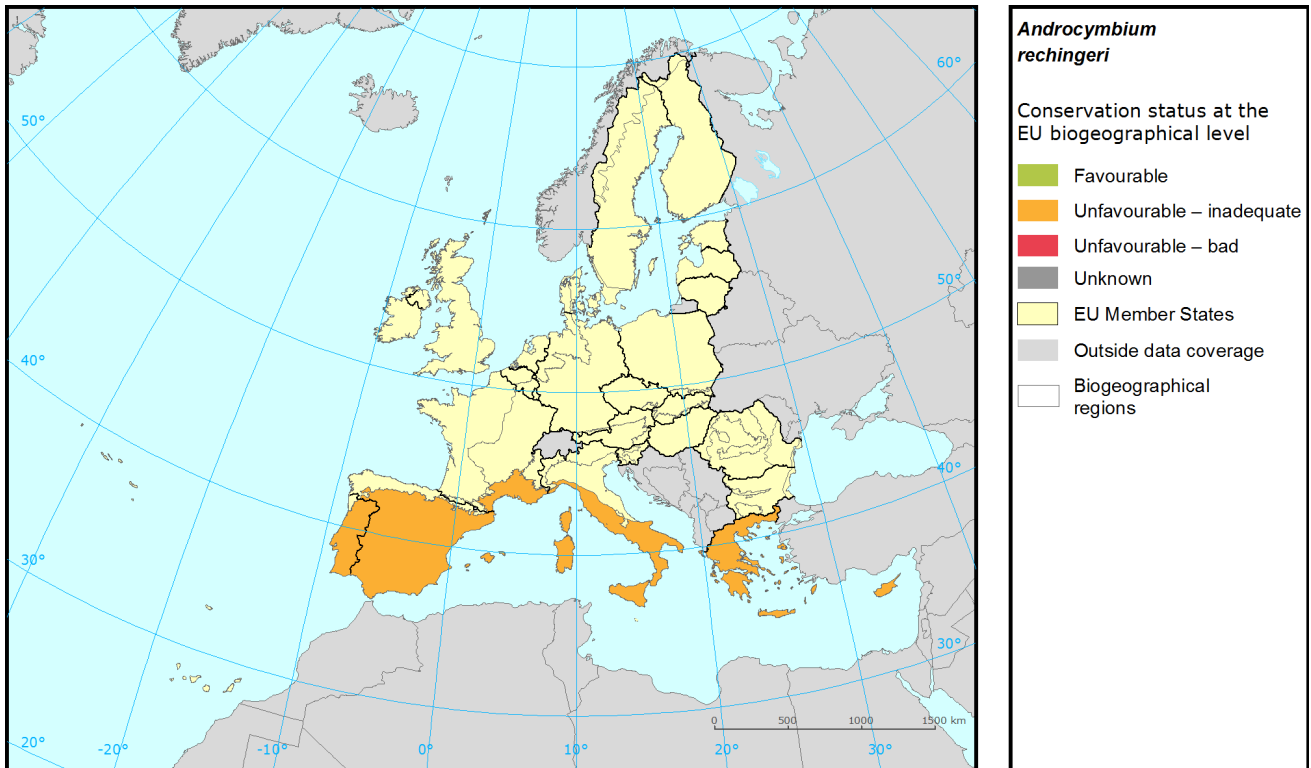 60°
50°
50°
40°
40°
30°
30°
20°
-20°
-10°
0°
10°
20°
30°
0 500 1000 1500 km
Androcymbium
rechingeri
Conservation status at the
EU biogeographical level
Favourable
Unfavourable – inadequate
Unfavourable – bad
Unknown
EU Member States
Outside data coverage
Biogeographical
regions